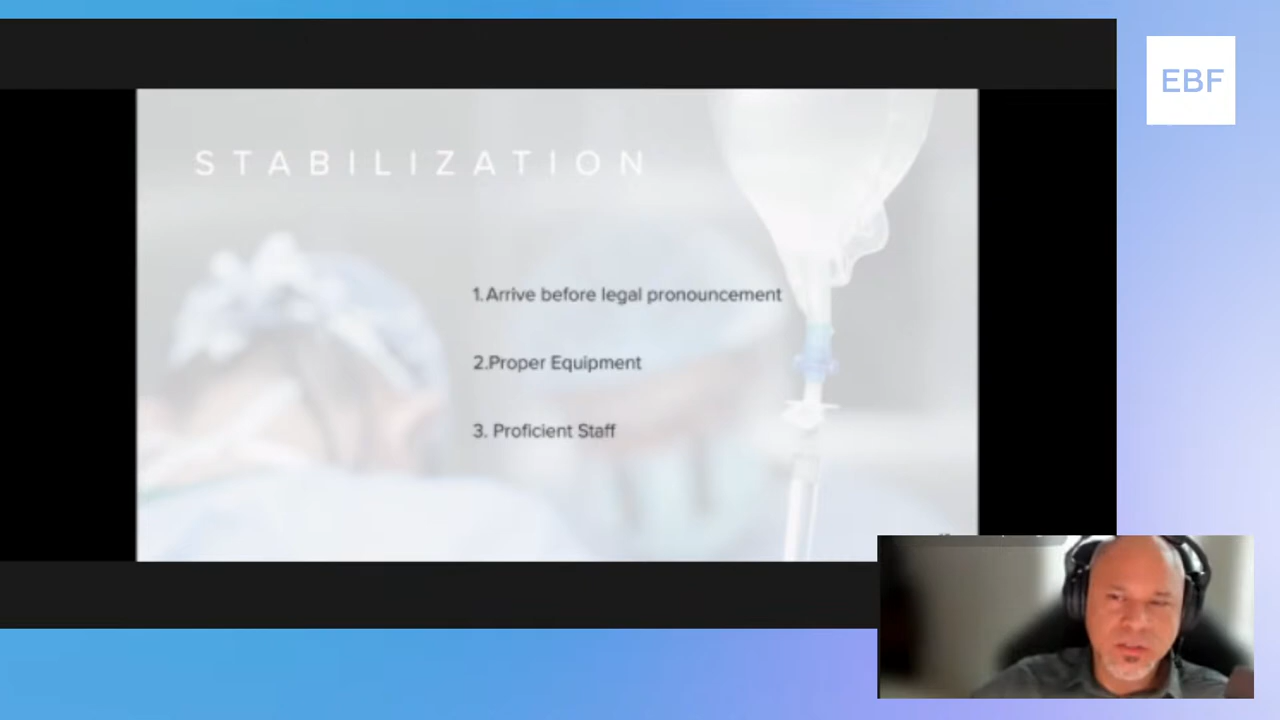 EBF
STABILIZATION
1.Arrive before legal pronouncement
2.Proper Equipment
3. Proficient Staff